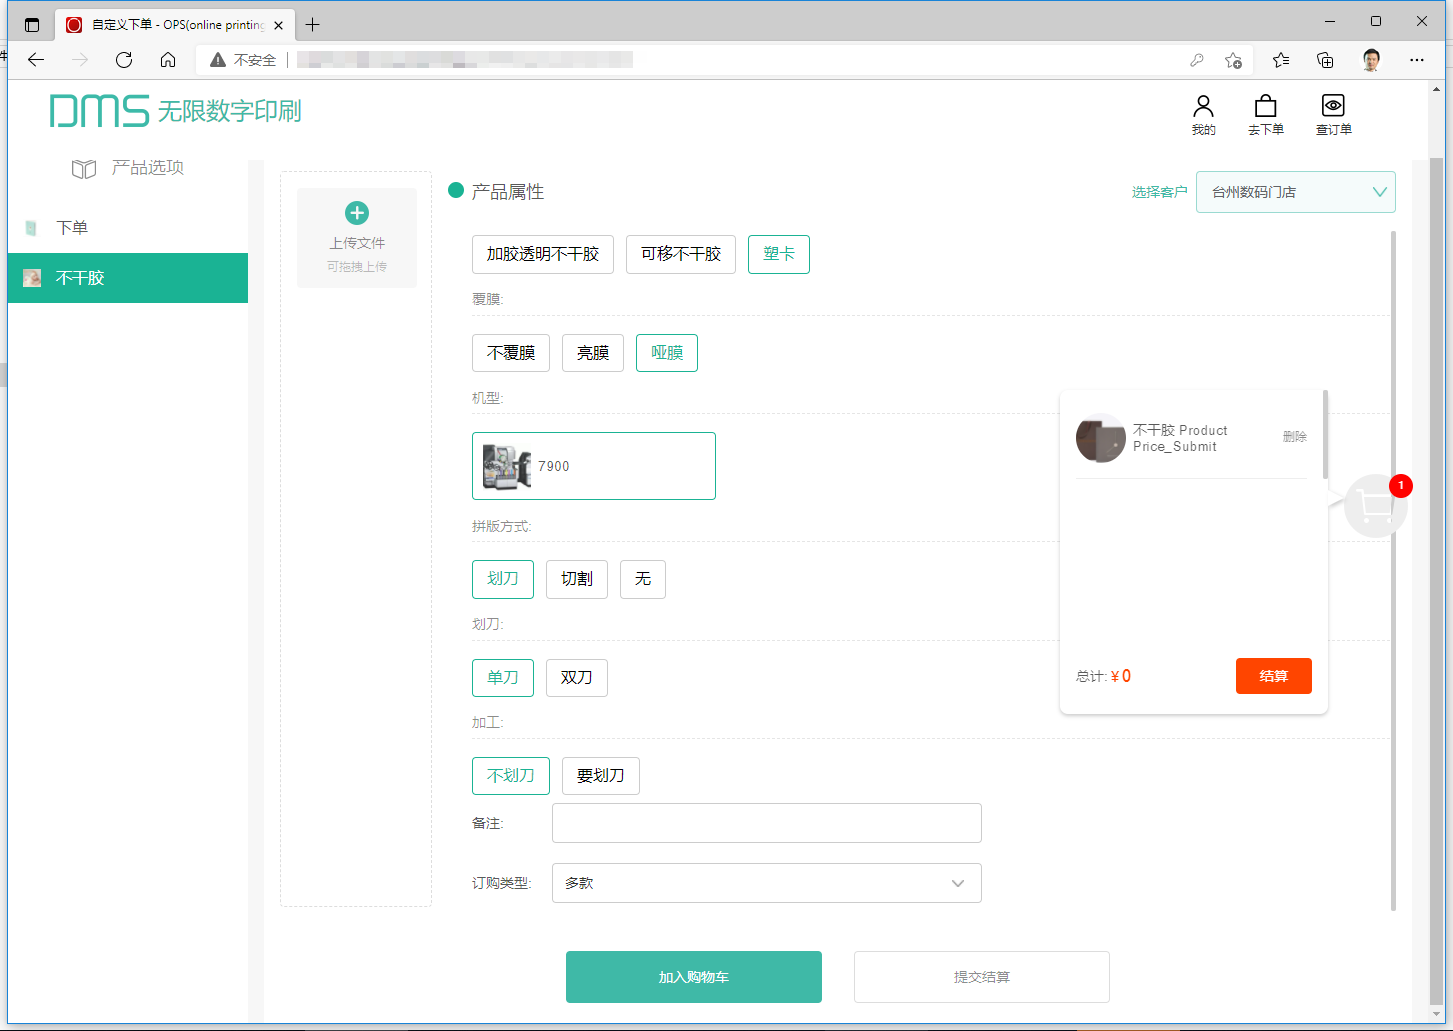 自定义下单 - OPS(online printing
不安全
DMS 无限数字印刷
我的
去下单
查订单
产品选项
下单
不干胶
上传文件
可拖拽上传
产品属性
选择客户
台州数码门店
加胶透明不干胶
可移不干胶
塑卡
覆膜:
不覆膜
亮膜
哑膜
机型:
7900
拼版方式:
划刀
切割
无
划刀:
单刀
双刀
加工:
不划刀
要划刀
备注:
订购类型:
多款
加入购物车
提交结算
不干胶 Product
Price_Submit
删除
1
总计: ¥ 0
结算